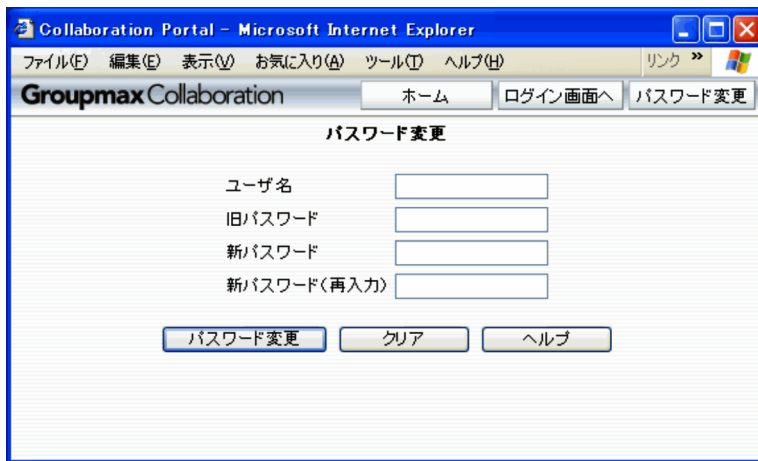 Collaboration Portal - Microsoft Internet Explorer
ファイル(F) 編集(E) 表示(V) お気に入り(A) ツール(T) ヘルプ(H) リンク »
Groupmax Collaboration ホーム ログイン画面へ パスワード変更
パスワード変更
ユーザ名
旧パスワード
新パスワード
新パスワード(再入力)
パスワード変更 クリア ヘルプ